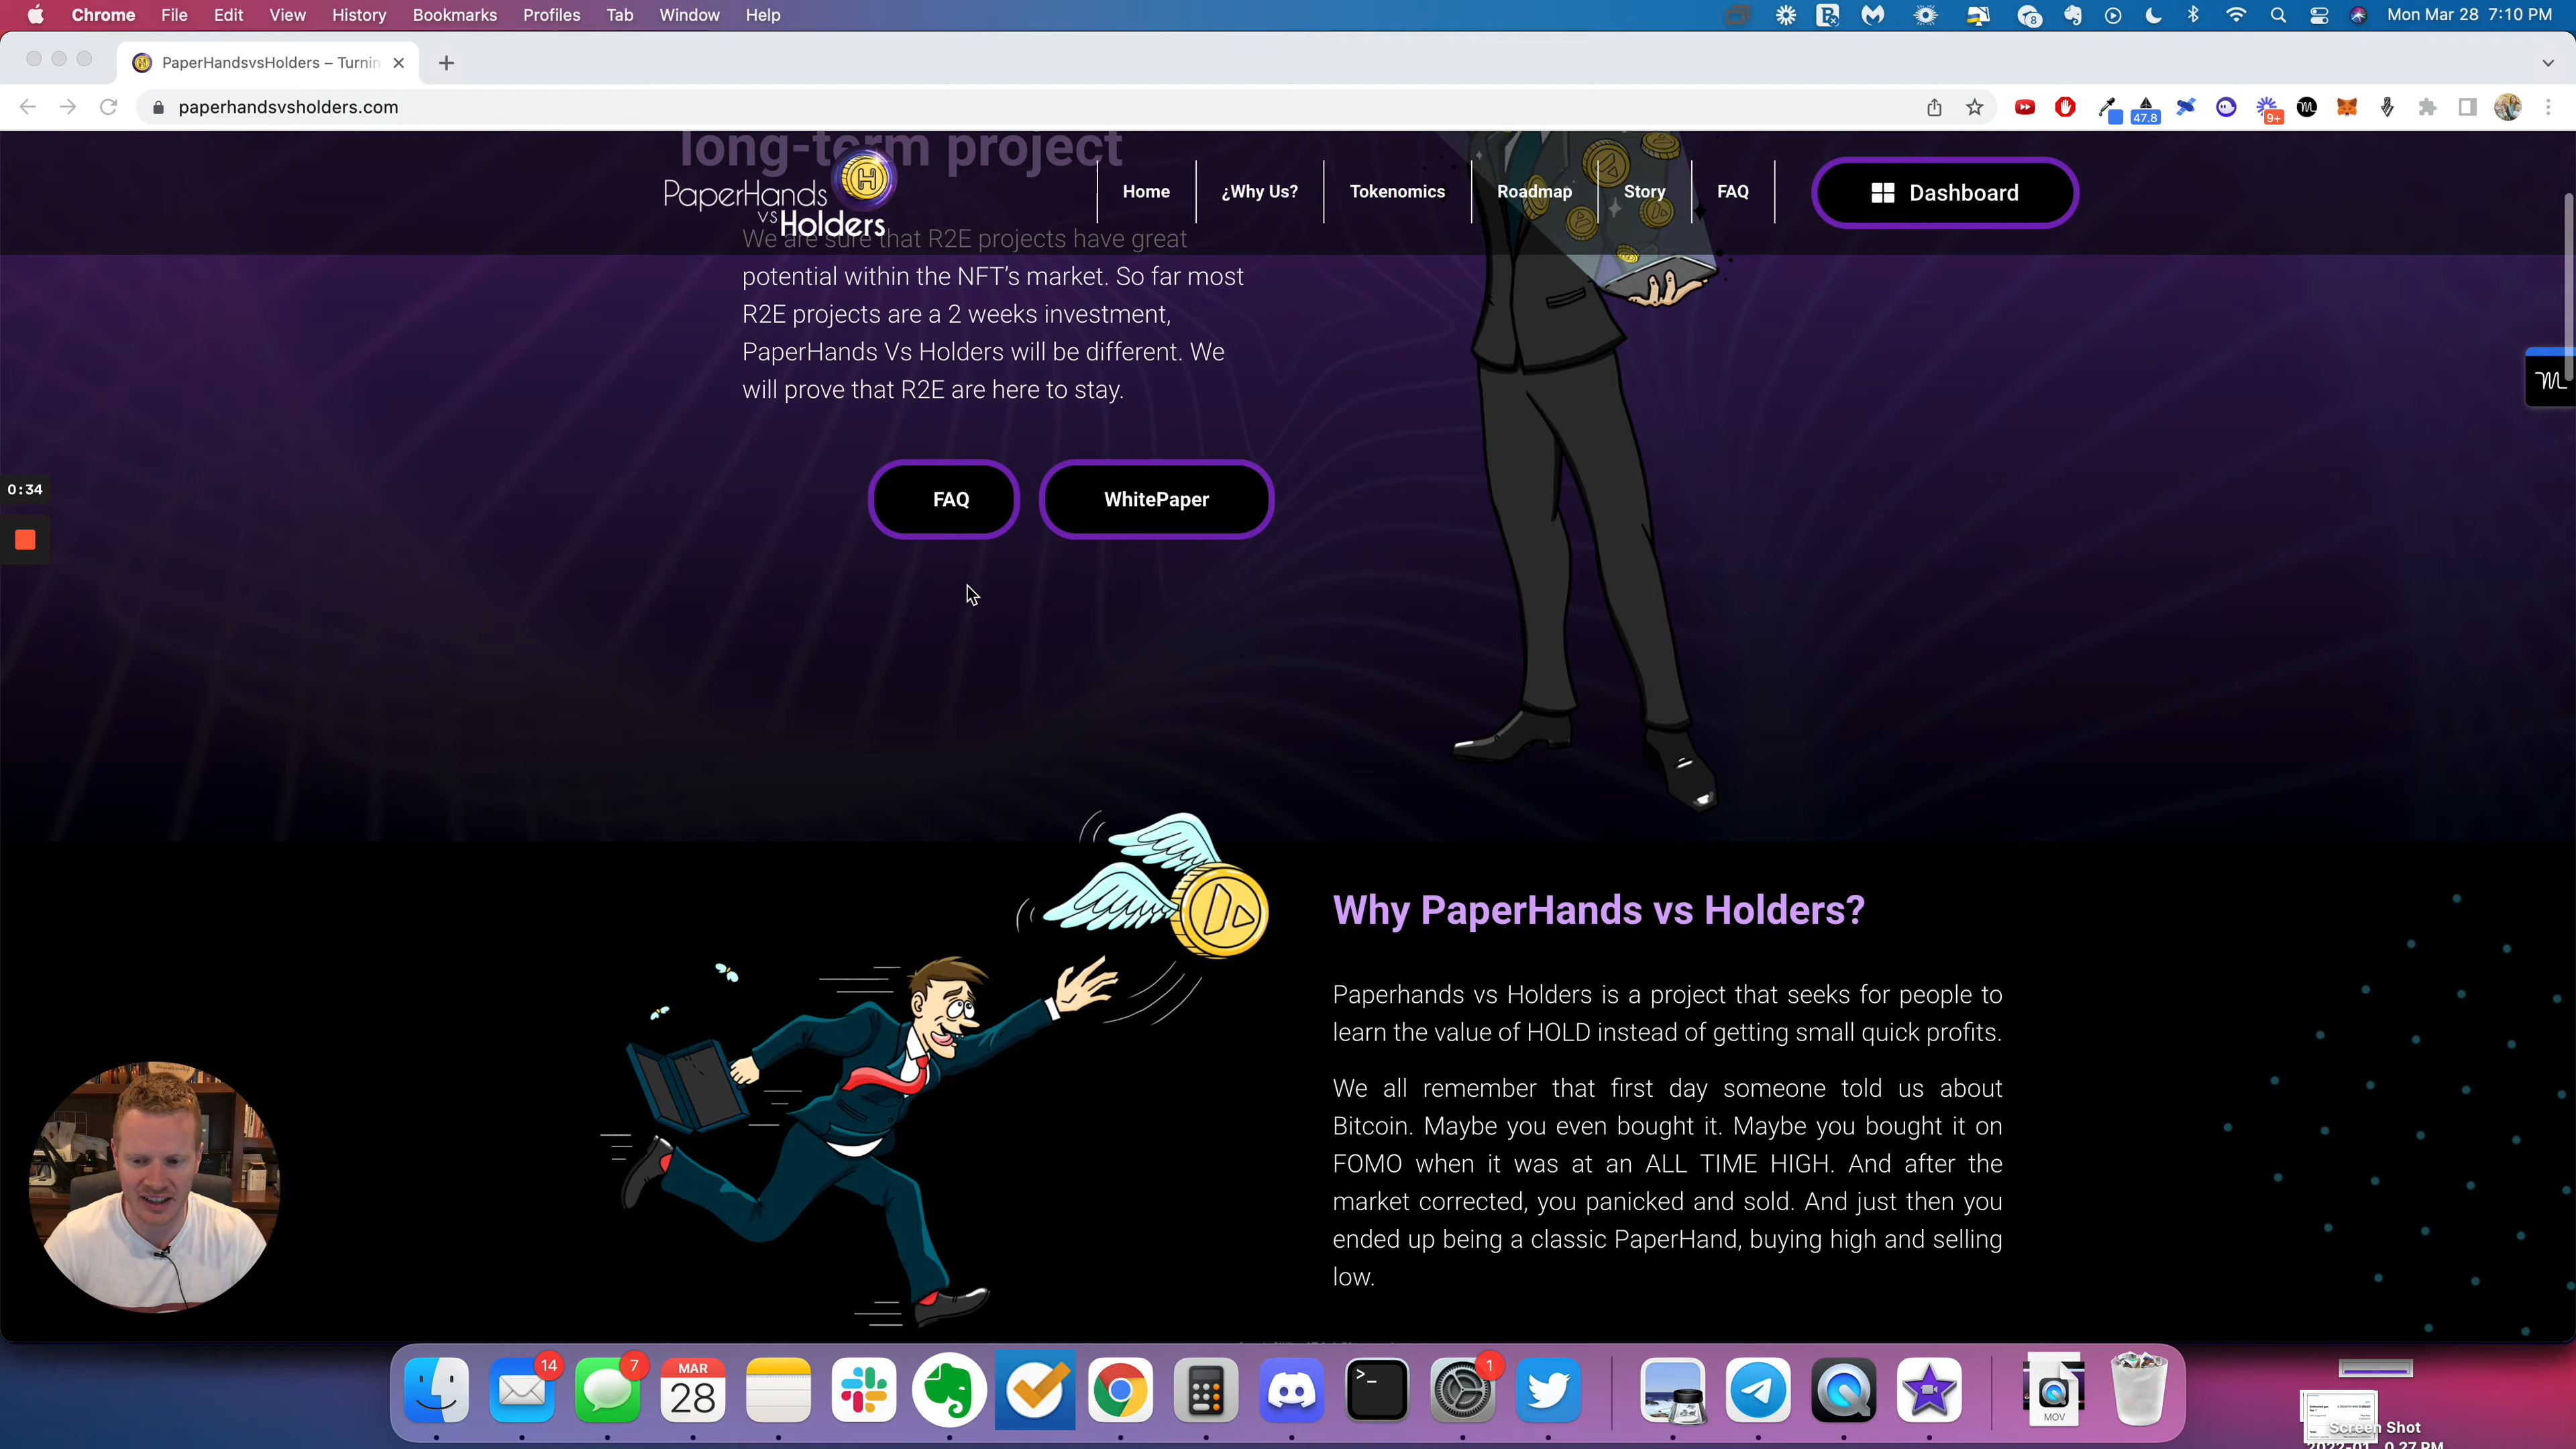 Chrome File Edit View History Bookmarks Profiles Tab Window Help
8
Mon Mar 28 7:10 PM
PaperHandsvsHolders – Turnin
paperhandsvsholders.com
47.8
9+
long-term project
PaperHands
vs Holders
Home
¿Why Us?
Tokenomics
Roadmap
Story
FAQ
Dashboard
We are sure that R2E projects have great
potential within the NFT’s market. So far most
R2E projects are a 2 weeks investment,
PaperHands Vs Holders will be different. We
will prove that R2E are here to stay.
0:34
FAQ
WhitePaper
Why PaperHands vs Holders?
Paperhands vs Holders is a project that seeks for people to
learn the value of HOLD instead of getting small quick profits.
We all remember that first day someone told us about
Bitcoin. Maybe you even bought it. Maybe you bought it on
FOMO when it was at an ALL TIME HIGH. And after the
market corrected, you panicked and sold. And just then you
ended up being a classic PaperHand, buying high and selling
low.
14
7
MAR
28
1
MOV
Screen Shot